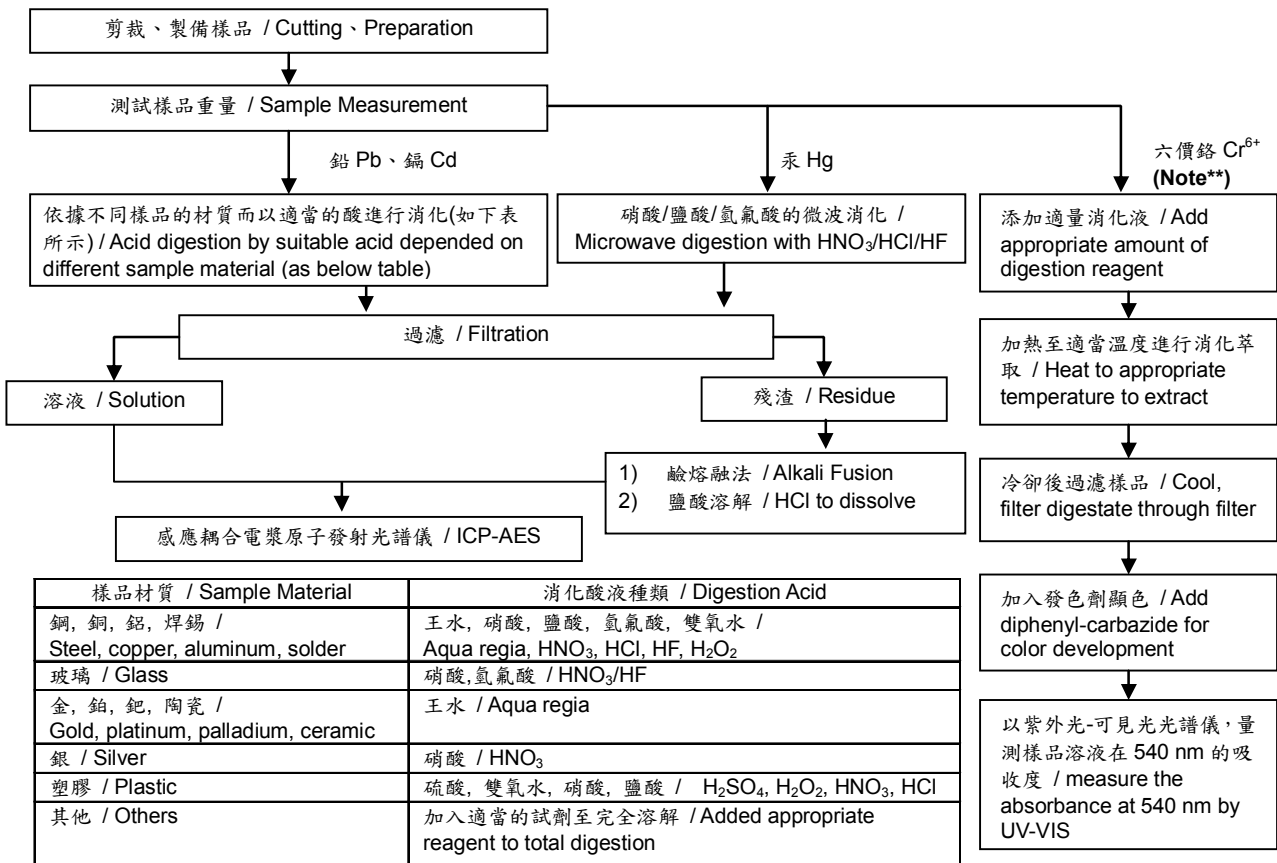 剪裁、製備樣品 / Cutting、Preparation
測試樣品重量 / Sample Measurement
鉛 Pb、鎘 Cd
汞 Hg
六價鉻 Cr⁶⁺
(Note**)
依據不同樣品的材質而以適當的酸進行消化(如下表
所示) / Acid digestion by suitable acid depended on
different sample material (as below table)
硝酸/鹽酸/氫氟酸的微波消化 /
Microwave digestion with HNO₃/HCl/HF
添加適量消化液 / Add
appropriate amount of
digestion reagent
過濾 / Filtration
加熱至適當溫度進行消化萃
取 / Heat to appropriate
temperature to extract
溶液 / Solution
殘渣 / Residue
1) 鹼熔融法 / Alkali Fusion
2) 鹽酸溶解 / HCl to dissolve
冷卻後過濾樣品 / Cool,
filter digestate through filter
感應耦合電漿原子發射光譜儀 / ICP-AES
加入發色劑顯色 / Add
diphenyl-carbazide for
color development
以紫外光-可見光光譜儀，量
測樣品溶液在 540 nm 的吸
收度 / measure the
absorbance at 540 nm by
UV-VIS
樣品材質 / Sample Material
消化酸液種類 / Digestion Acid
鋼, 銅, 鋁, 焊錫 /
Steel, copper, aluminum, solder
王水, 硝酸, 鹽酸, 氫氟酸, 雙氧水 /
Aqua regia, HNO₃, HCl, HF, H₂O₂
玻璃 / Glass
硝酸,氫氟酸 / HNO₃/HF
金, 鉑, 鈀, 陶瓷 /
Gold, platinum, palladium, ceramic
王水 / Aqua regia
銀 / Silver
硝酸 / HNO₃
塑膠 / Plastic
硫酸, 雙氧水, 硝酸, 鹽酸 / H₂SO₄, H₂O₂, HNO₃, HCl
其他 / Others
加入適當的試劑至完全溶解 / Added appropriate
reagent to total digestion